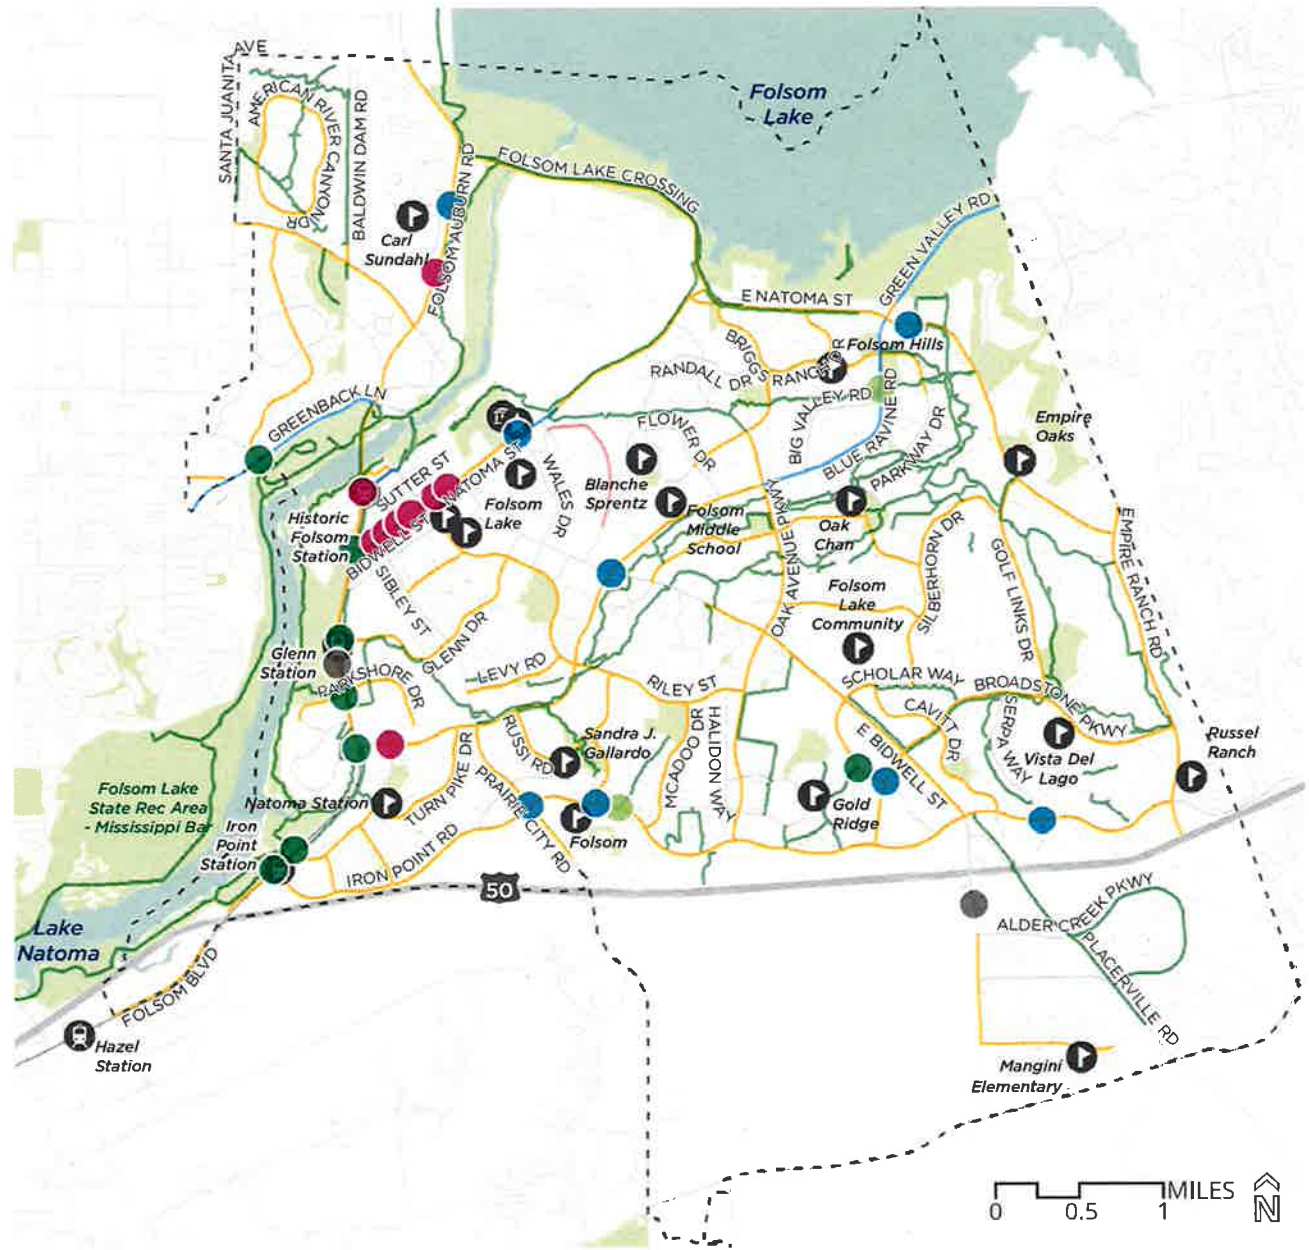 AVE
SANTA JUANITA
AMERICAN RIVER CANYON
DR
BALDWIN DAM RD
Folsom
Lake
FOLSOM LAKE CROSSING
FOLSOM AUBURN RD
Carl
Sundahl
GREEN VALLEY RD
E NATOMA ST
Folsom Hills
BRIGGS
RANCH DR
RANDALL DR
BIG VALLEY RD
GREENBACK LN
FLOWER DR
BLUE RAVINE RD
PARKWAY DR
Empire
Oaks
SUTTER ST
NATOMA ST
WALES DR
Blanche
Sprentz
Folsom
Lake
Folsom
Middle
School
OAK AVENUE PKWY
Oak
Chan
Historic
Folsom
Station
BIDWELL ST
SIBLEY ST
SILBERHORN DR
GOLF LINKS DR
EMPIRE RANCH RD
Folsom
Lake
Community
Glenn
Station
GLENN DR
PARKSHORE DR
LEVY RD
RILEY ST
SCHOLAR WAY
BROADSTONE PKWY
CAVITT DR
SERPA WAY
E BIDWELL ST
Vista Del
Lago
Russel
Ranch
RUSSI RD
Sandra J.
Gallardo
MCADOO DR
HALIDON WAY
Folsom Lake
State Rec Area
- Mississippi Bar
Natoma Station
TURN PIKE DR
PRAIRIE CITY RD
Folsom
Gold
Ridge
Iron
Point
Station
IRON POINT RD
50
Lake
Natoma
FOLSOM BLVD
ALDER CREEK PKWY
PLACERVILLE RD
Hazel
Station
Mangini
Elementary
MILES
0 0.5 1
N